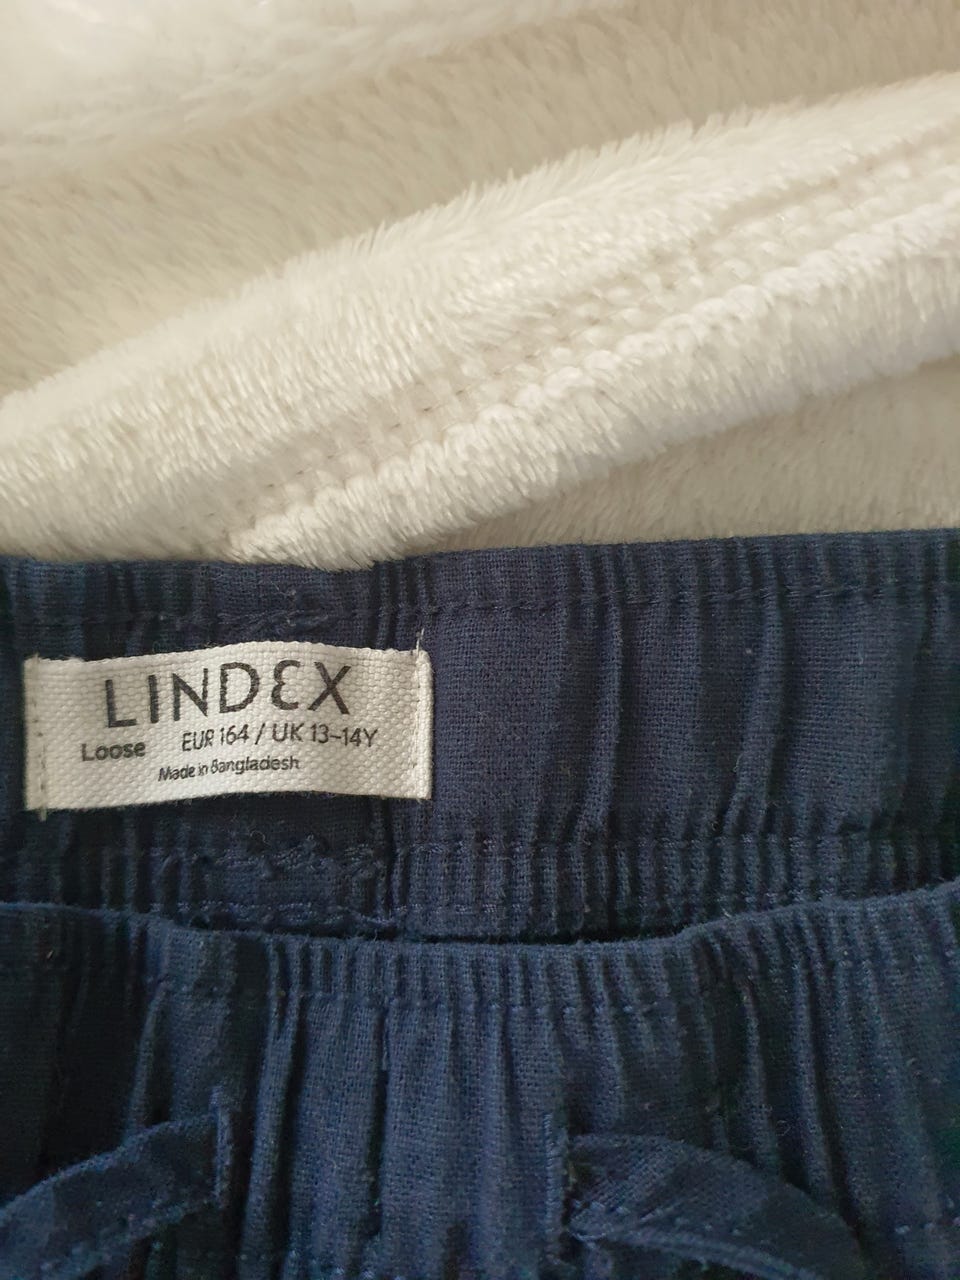 LINDEX
Loose EUR 164 / UK 13-14Y
Made in Bangladesh